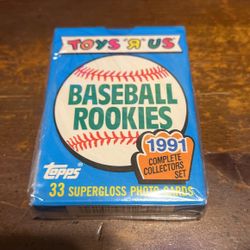 TOYS "R" US
BASEBALL
ROOKIES
1991
COMPLETE
COLLECTORS
SET
Topps
33 SUPERGLOSS PHOTO CARDS